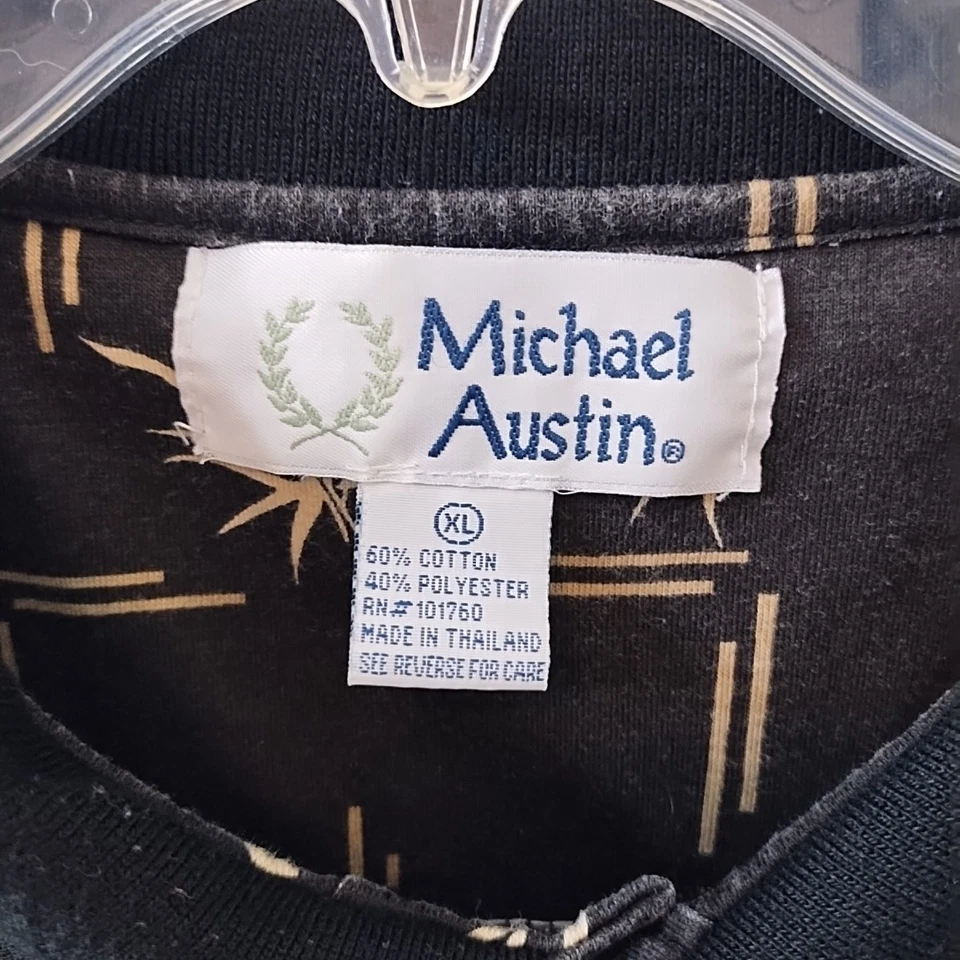 Michael
Austin®
XL
60% COTTON
40% POLYESTER
RN#101760
MADE IN THAILAND
SEE REVERSE FOR CARE